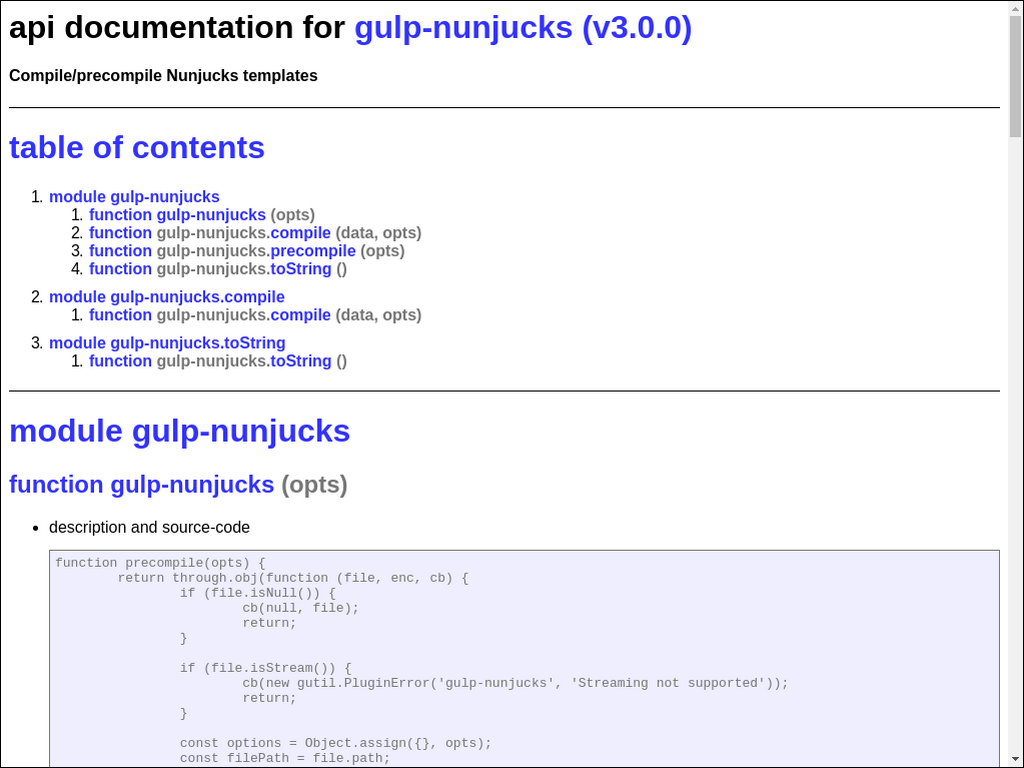 api documentation for gulp-nunjucks (v3.0.0)
Compile/precompile Nunjucks templates
table of contents
1. module gulp-nunjucks
1. function gulp-nunjucks (opts)
2. function gulp-nunjucks.compile (data, opts)
3. function gulp-nunjucks.precompile (opts)
4. function gulp-nunjucks.toString ()
2. module gulp-nunjucks.compile
1. function gulp-nunjucks.compile (data, opts)
3. module gulp-nunjucks.toString
1. function gulp-nunjucks.toString ()
module gulp-nunjucks
function gulp-nunjucks (opts)
• description and source-code
function precompile(opts) {
return through.obj(function (file, enc, cb) {
if (file.isNull()) {
cb(null, file);
return;
}
if (file.isStream()) {
cb(new gutil.PluginError('gulp-nunjucks', 'Streaming not supported'));
return;
}
const options = Object.assign({}, opts);
const filePath = file.path;